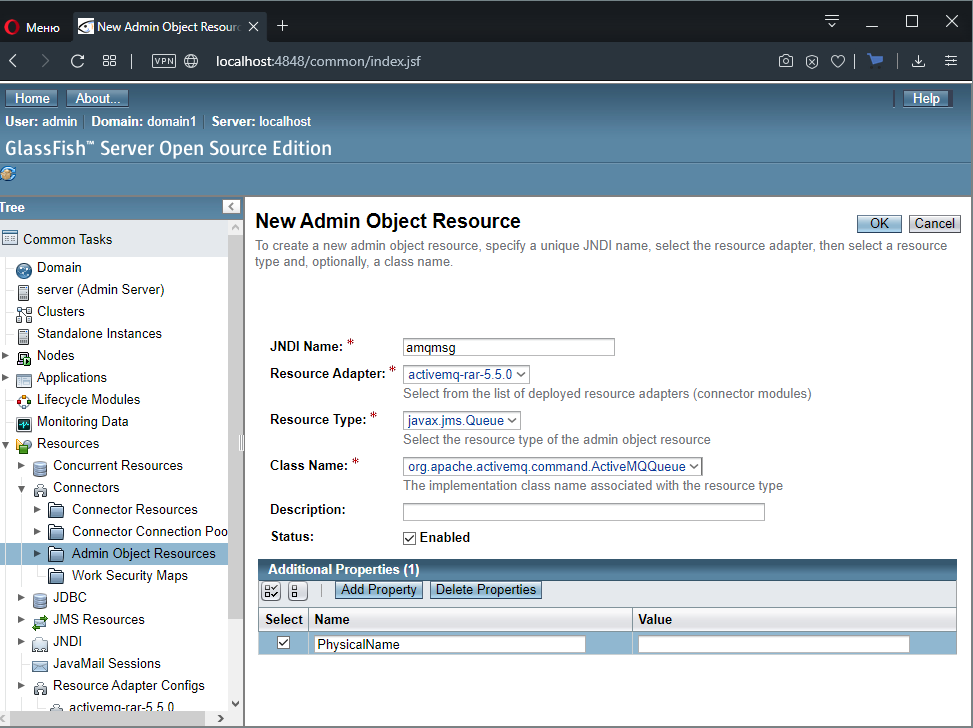 Меню
New Admin Object Resourc
VPN
localhost:4848/common/index.jsf
Home
About...
Help
User: admin Domain: domain1 Server: localhost
GlassFish™ Server Open Source Edition
Tree
Common Tasks
Domain
server (Admin Server)
Clusters
Standalone Instances
Nodes
Applications
Lifecycle Modules
Monitoring Data
Resources
Concurrent Resources
Connectors
Connector Resources
Connector Connection Poo
Admin Object Resources
Work Security Maps
JDBC
JMS Resources
JNDI
JavaMail Sessions
Resource Adapter Configs
activemq-rar-5.5.0
New Admin Object Resource
OK
Cancel
To create a new admin object resource, specify a unique JNDI name, select the resource adapter, then select a resource
type and, optionally, a class name.
JNDI Name: * amqmsg
Resource Adapter: * activemq-rar-5.5.0
Select from the list of deployed resource adapters (connector modules)
Resource Type: * javax.jms.Queue
Select the resource type of the admin object resource
Class Name: * org.apache.activemq.command.ActiveMQQueue
The implementation class name associated with the resource type
Description:
Status: Enabled
Additional Properties (1)
Add Property Delete Properties
Select Name Value
PhysicalName